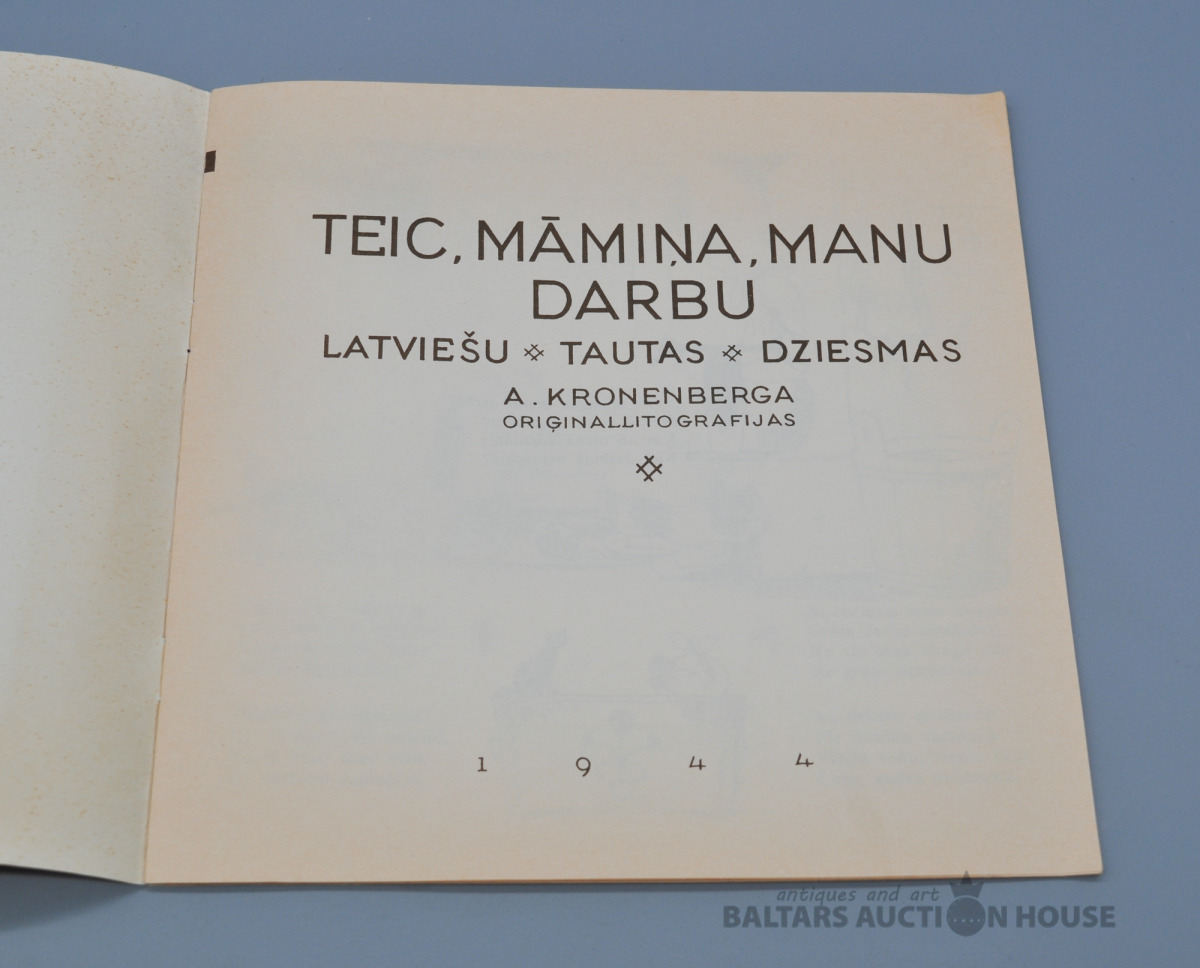 TEIC, MĀMIŅA, MANU
DARBU
LATVIEŠU TAUTAS DZIESMAS
A. KRONENBERGA
ORIĢINALLITOGRAFIJAS
1 9 4 4
antiques and art
BALTARS AUCTION HOUSE